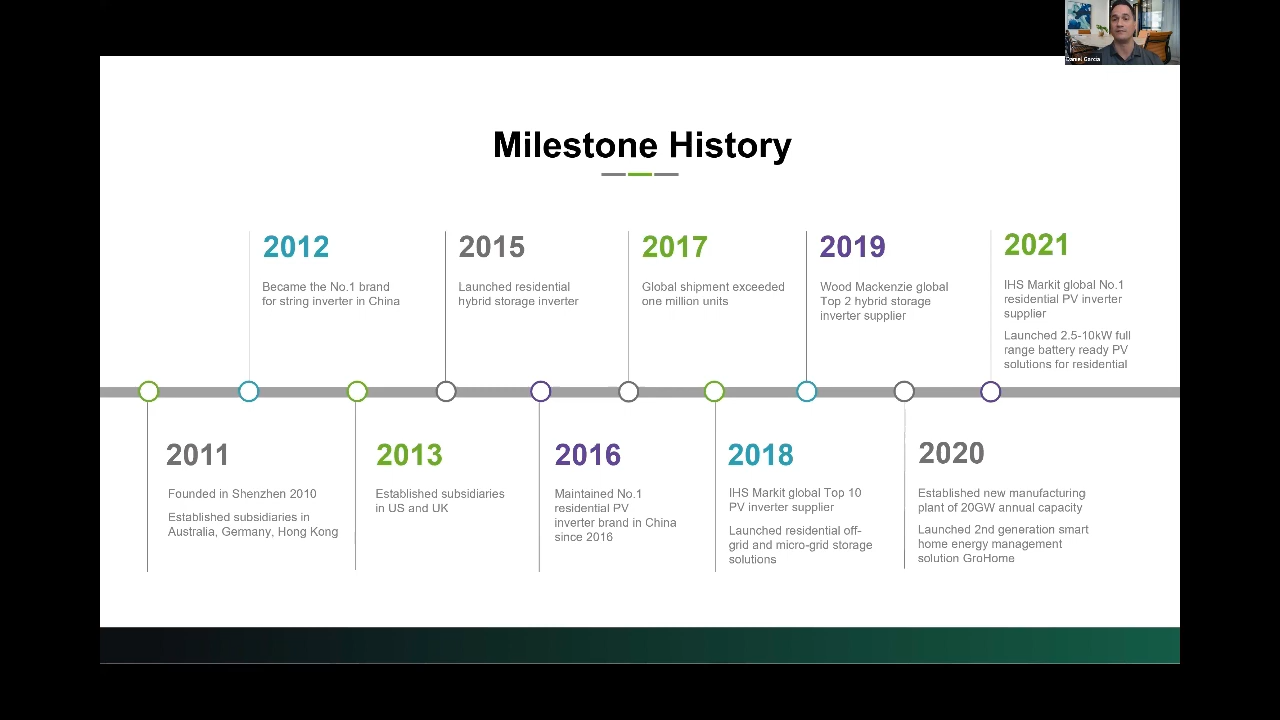 Daniel Garcia
Milestone History
2012
Became the No.1 brand
for string inverter in China
2015
Launched residential
hybrid storage inverter
2017
Global shipment exceeded
one million units
2019
Wood Mackenzie global
Top 2 hybrid storage
inverter supplier
2021
IHS Markit global No.1
residential PV inverter
supplier
Launched 2.5-10kW full
range battery ready PV
solutions for residential
2011
Founded in Shenzhen 2010
Established subsidiaries in
Australia, Germany, Hong Kong
2013
Established subsidiaries
in US and UK
2016
Maintained No.1
residential PV
inverter brand in China
since 2016
2018
IHS Markit global Top 10
PV inverter supplier
Launched residential off-
grid and micro-grid storage
solutions
2020
Established new manufacturing
plant of 20GW annual capacity
Launched 2nd generation smart
home energy management
solution GroHome